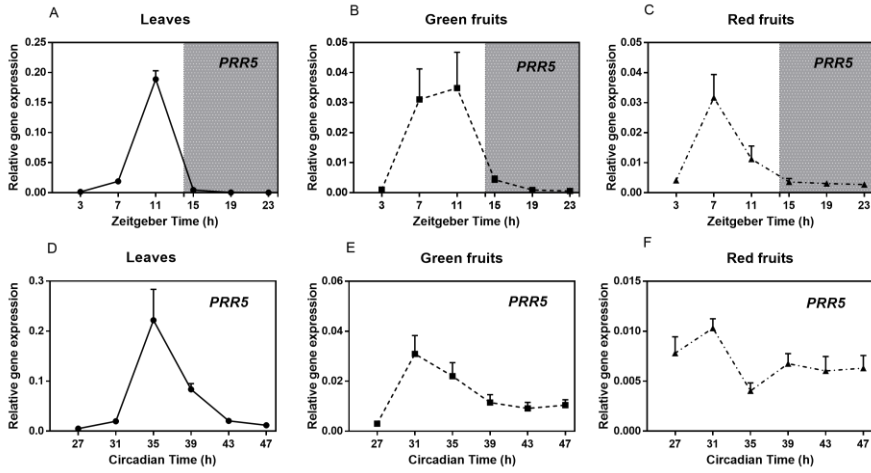 A
Leaves
PRR5
Relative gene expression
0.25
0.20
0.15
0.10
0.05
0.00
3 7 11 15 19 23
Zeitgeber Time (h)
B
Green fruits
PRR5
Relative gene expression
0.06
0.04
0.02
0.00
3 7 11 15 19 23
Zeitgeber Time (h)
C
Red fruits
PRR5
Relative gene expression
0.05
0.04
0.03
0.02
0.01
0.00
3 7 11 15 19 23
Zeitgeber Time (h)
D
Leaves
PRR5
Relative gene expression
0.3
0.2
0.1
0.0
27 31 35 39 43 47
Circadian Time (h)
E
Green fruits
PRR5
Relative gene expression
0.06
0.04
0.02
0.00
27 31 35 39 43 47
Circadian Time (h)
F
Red fruits
PRR5
Relative gene expression
0.015
0.010
0.005
0.000
27 31 35 39 43 47
Circadian Time (h)